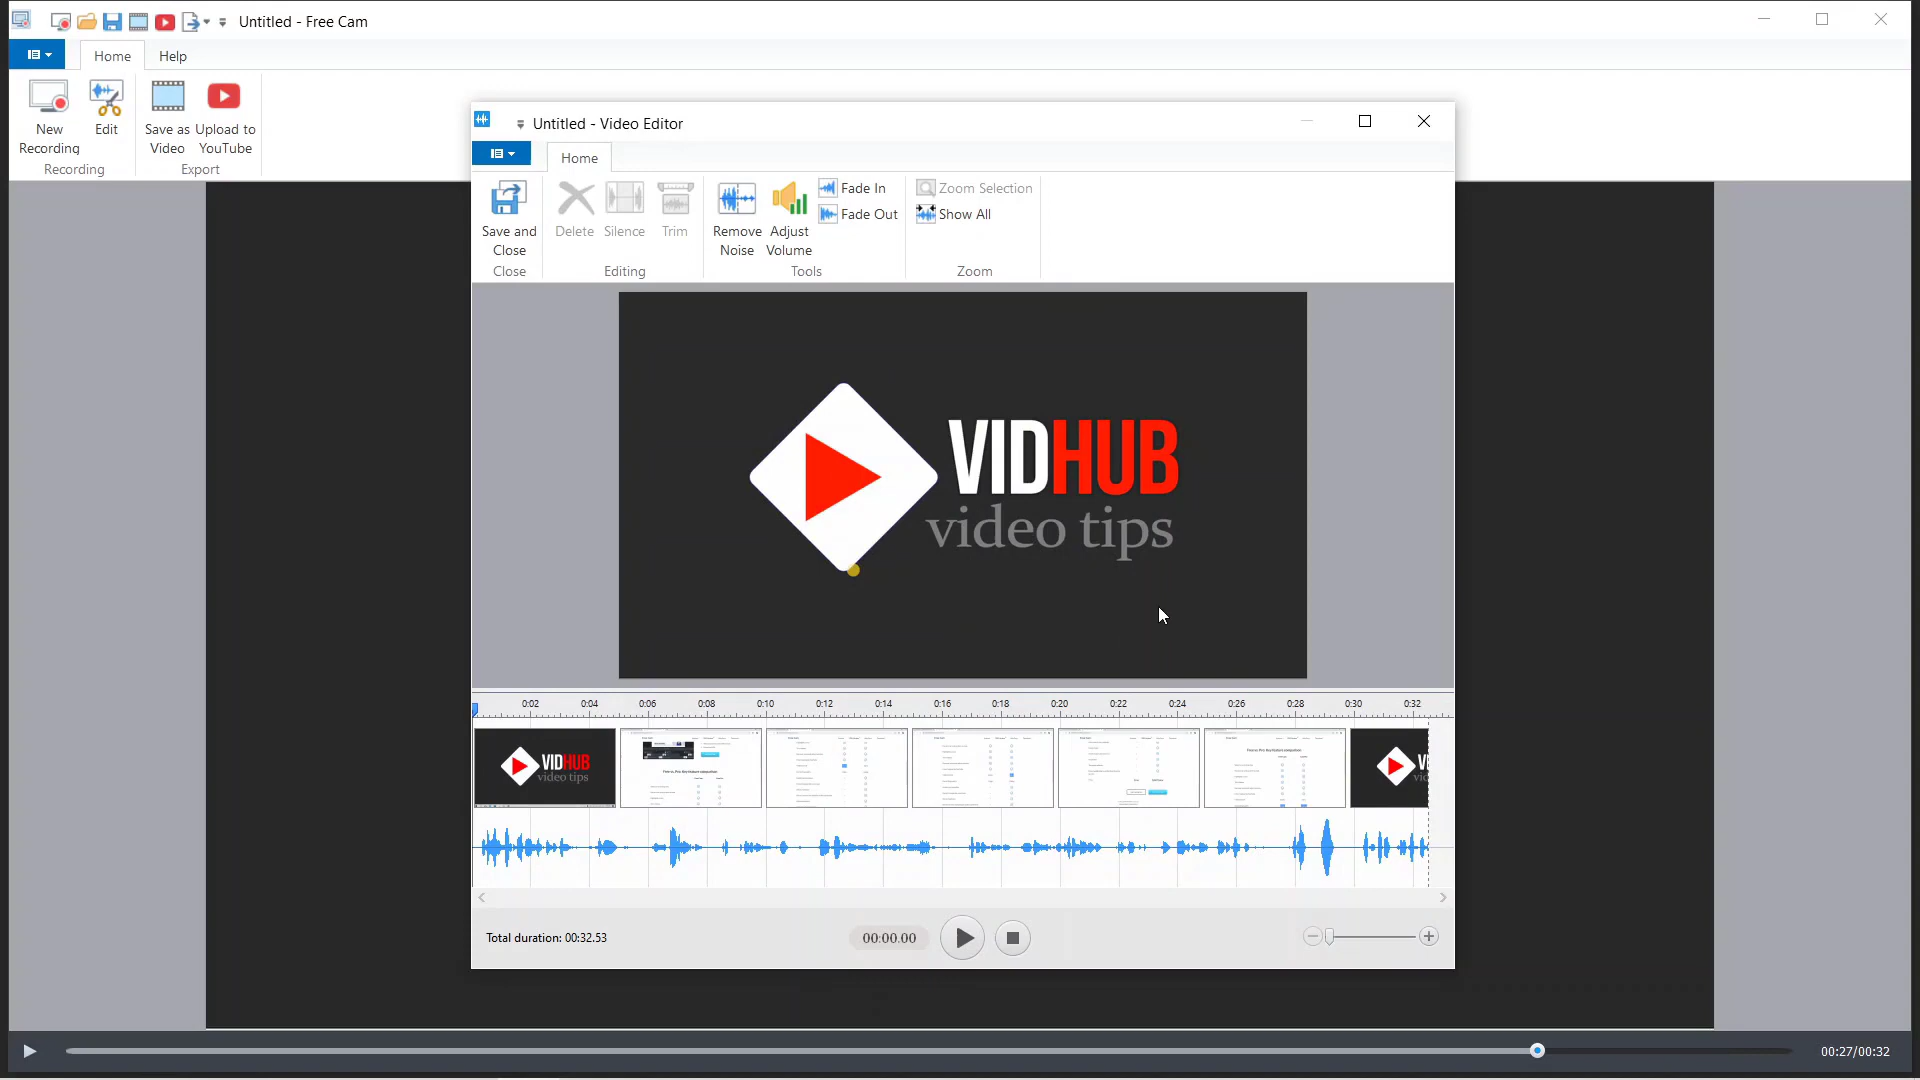 Untitled - Free Cam
Home Help
New Recording
Edit
Save as Video
Upload to YouTube
Recording
Export
Untitled - Video Editor
Home
Save and Close
Delete
Silence
Trim
Remove Noise
Adjust Volume
Fade In
Fade Out
Zoom Selection
Show All
Close
Editing
Tools
Zoom
VIDHUB
video tips
0:02 0:04 0:06 0:08 0:10 0:12 0:14 0:16 0:18 0:20 0:22 0:24 0:26 0:28 0:30 0:32
VIDHUB
video tips
Total duration: 00:32.53
00:00.00
00:27/00:32